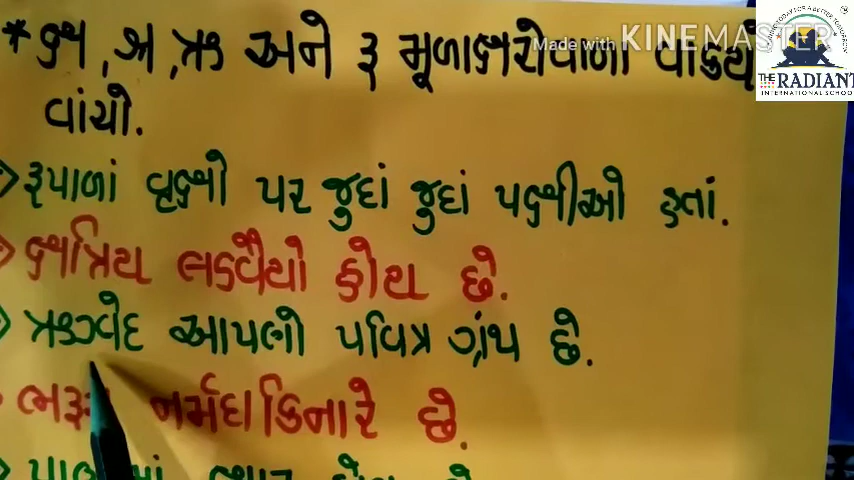 * ક્ષ, શ્ર, ઋ અને રૂ મૂળાક્ષરોવાળા વાક્યો
વાંચો.
રૂપાળાં વૃક્ષો પર જુદાં જુદાં પક્ષીઓ હતાં.
ક્ષત્રિય લડવૈયો હોય છે.
ઋગ્વેદ આપણો પવિત્ર ગ્રંથ છે.
નર્મદા કિનારે છે.
Made with KINEMASTER
THE RADIANT
INTERNATIONAL SCHOOL